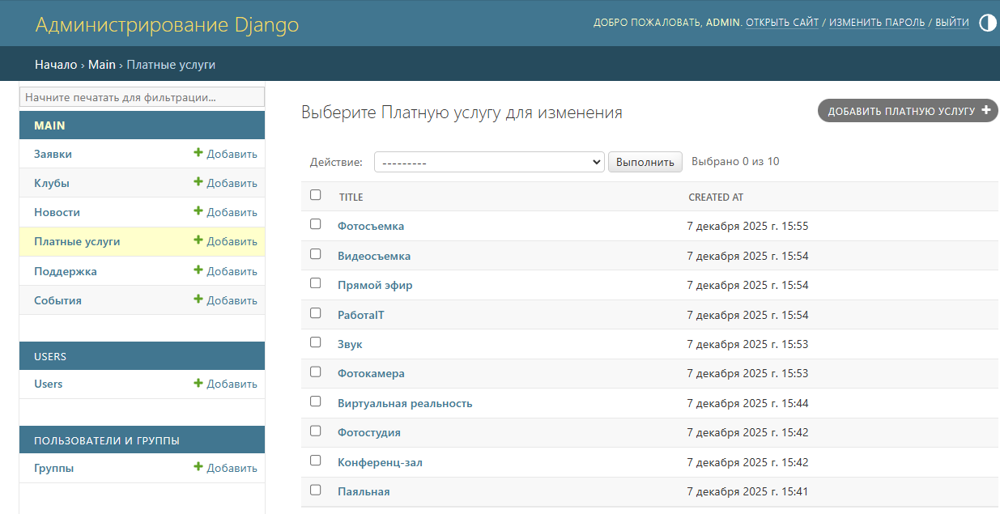 Администрирование Django
ДОБРО ПОЖАЛОВАТЬ, ADMIN. ОТКРЫТЬ САЙТ / ИЗМЕНИТЬ ПАРОЛЬ / ВЫЙТИ
Начало › Main › Платные услуги
Начните печатать для фильтрации...
MAIN
Заявки Добавить
Клубы Добавить
Новости Добавить
Платные услуги Добавить
Поддержка Добавить
События Добавить
USERS
Users Добавить
ПОЛЬЗОВАТЕЛИ И ГРУППЫ
Группы Добавить
Выберите Платную услугу для изменения
ДОБАВИТЬ ПЛАТНУЮ УСЛУГУ
Действие: --------- Выполнить Выбрано 0 из 10
TITLE CREATED AT
Фотосъемка 7 декабря 2025 г. 15:55
Видеосъемка 7 декабря 2025 г. 15:54
Прямой эфир 7 декабря 2025 г. 15:54
РаботаIT 7 декабря 2025 г. 15:54
Звук 7 декабря 2025 г. 15:53
Фотокамера 7 декабря 2025 г. 15:53
Виртуальная реальность 7 декабря 2025 г. 15:44
Фотостудия 7 декабря 2025 г. 15:42
Конференц-зал 7 декабря 2025 г. 15:42
Паяльная 7 декабря 2025 г. 15:41